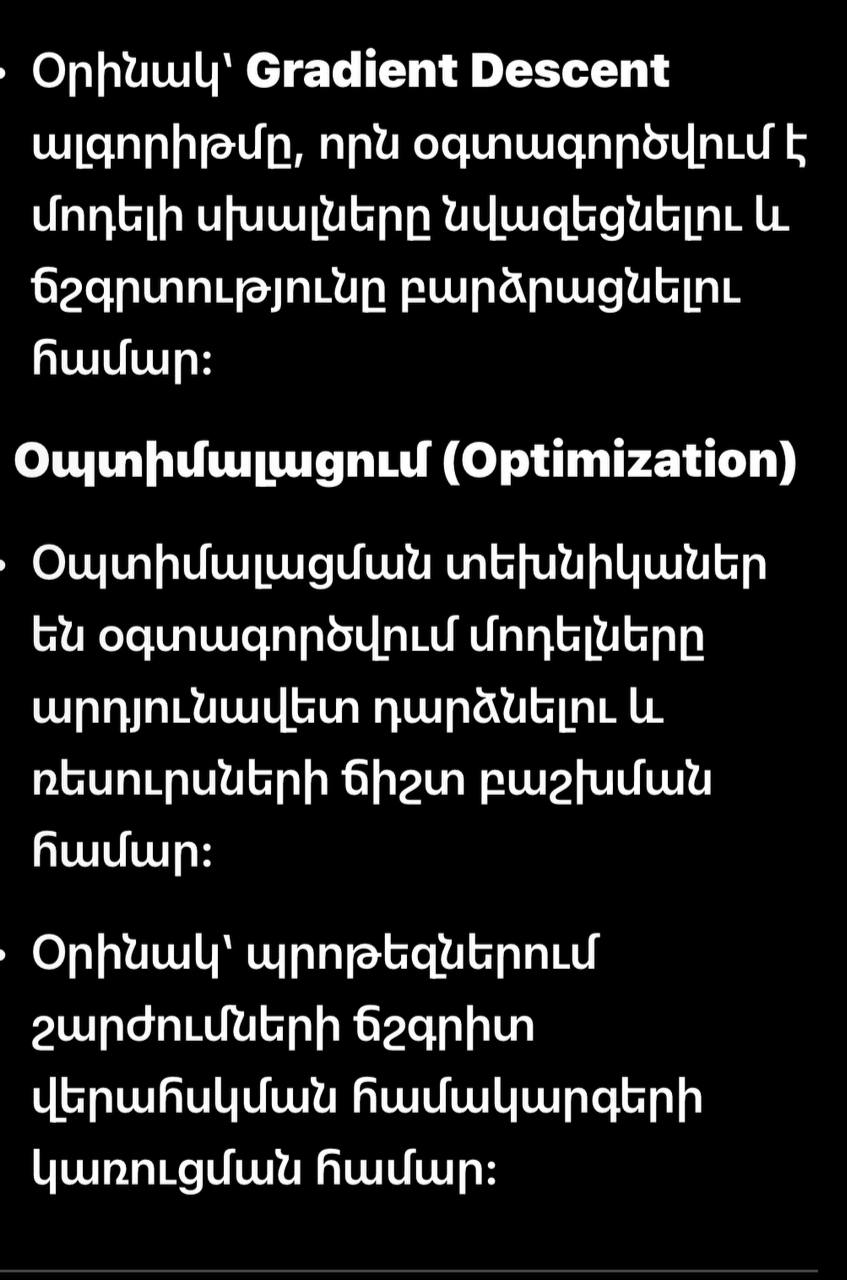 • Օրինակ՝ Gradient Descent
ալգորիթմը, որն օգտագործվում է
մոդելի սխալները նվազեցնելու և
ճշգրտությունը բարձրացնելու
համար:
Օպտիմալացում (Optimization)
• Օպտիմալացման տեխնիկաներ
են օգտագործվում մոդելները
արդյունավետ դարձնելու և
ռեսուրսների ճիշտ բաշխման
համար:
• Օրինակ՝ պրոթեզներում
շարժումների ճշգրիտ
վերահսկման համակարգերի
կառուցման համար: